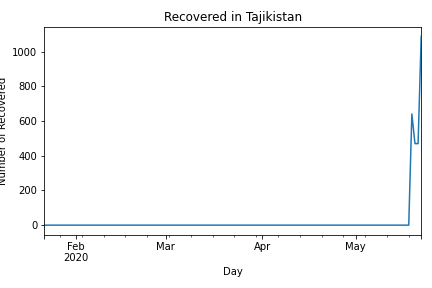 Recovered in Tajikistan
Number of Recovered
1000
800
600
400
200
0
Feb
2020
Mar
Apr
May
Day